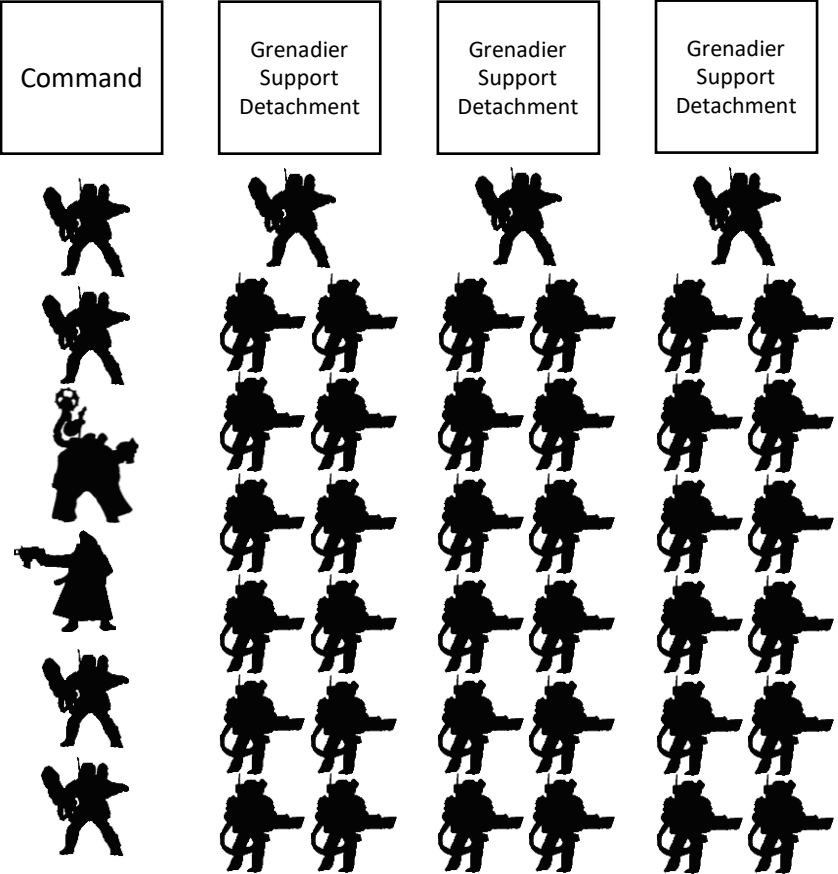 Command
Grenadier
Support
Detachment
Grenadier
Support
Detachment
Grenadier
Support
Detachment